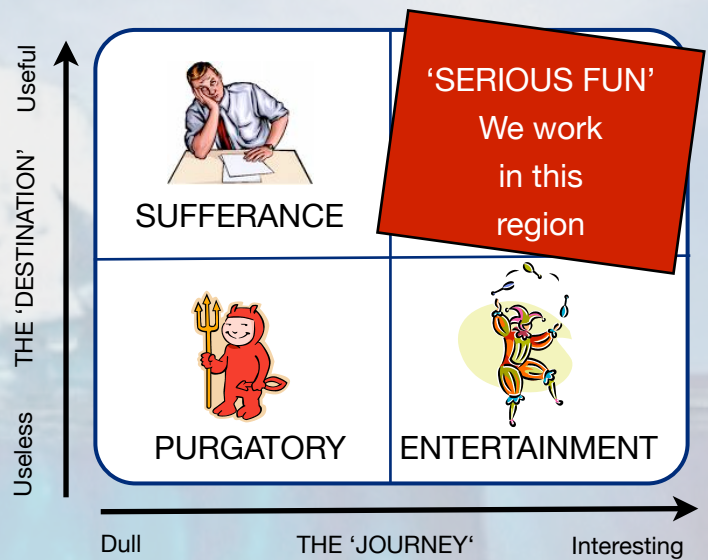 Useful
THE 'DESTINATION'
Useless
SUFFERANCE
‘SERIOUS FUN’
We work
in this
region
PURGATORY
ENTERTAINMENT
Dull
THE ‘JOURNEY‘
Interesting